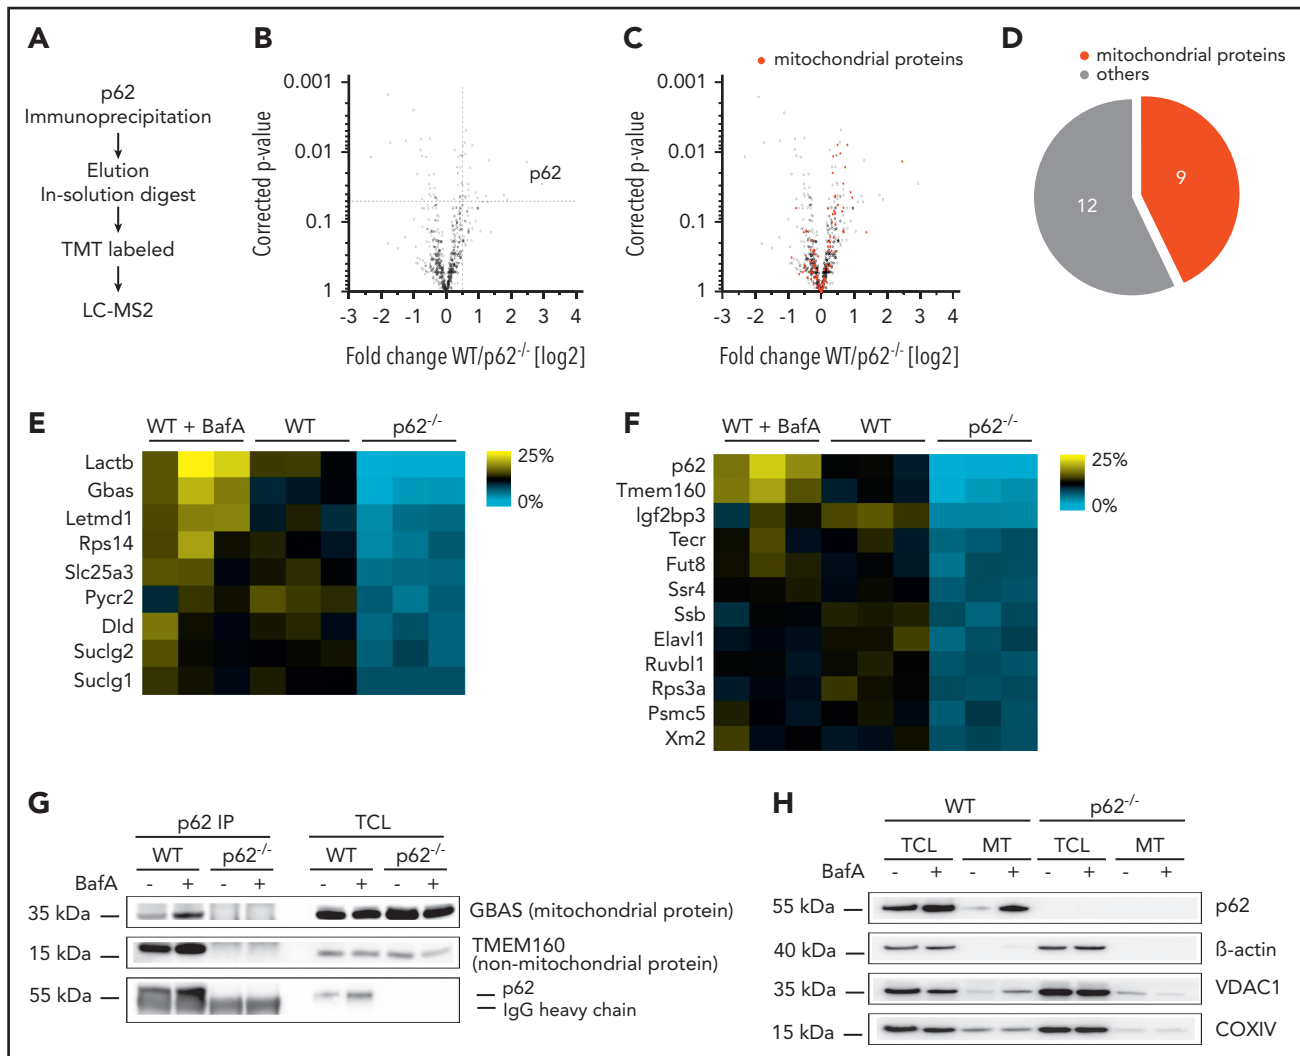 A
p62
Immunoprecipitation
Elution
In-solution digest
TMT labeled
LC-MS2
B
Corrected p-value
0.001
0.01
0.1
1
p62
-3 -2 -1 0 1 2 3 4
Fold change WT/p62-/- [log2]
C
mitochondrial proteins
Corrected p-value
0.001
0.01
0.1
1
-3 -2 -1 0 1 2 3 4
Fold change WT/p62-/- [log2]
D
mitochondrial proteins
others
12
9
E
WT + BafA WT p62-/-
Lactb
Gbas
Letmd1
Rps14
Slc25a3
Pycr2
Dld
Suclg2
Suclg1
25%
0%
F
WT + BafA WT p62-/-
p62
Tmem160
Igf2bp3
Tecr
Fut8
Ssr4
Ssb
Elavl1
Ruvbl1
Rps3a
Psmc5
Xrn2
25%
0%
G
p62 IP TCL
WT p62-/- WT p62-/-
BafA - + - + - + - +
35 kDa GBAS (mitochondrial protein)
15 kDa TMEM160
(non-mitochondrial protein)
55 kDa p62
IgG heavy chain
H
WT p62-/-
TCL MT TCL MT
BafA - + - + - + - +
55 kDa p62
40 kDa ß-actin
35 kDa VDAC1
15 kDa COXIV